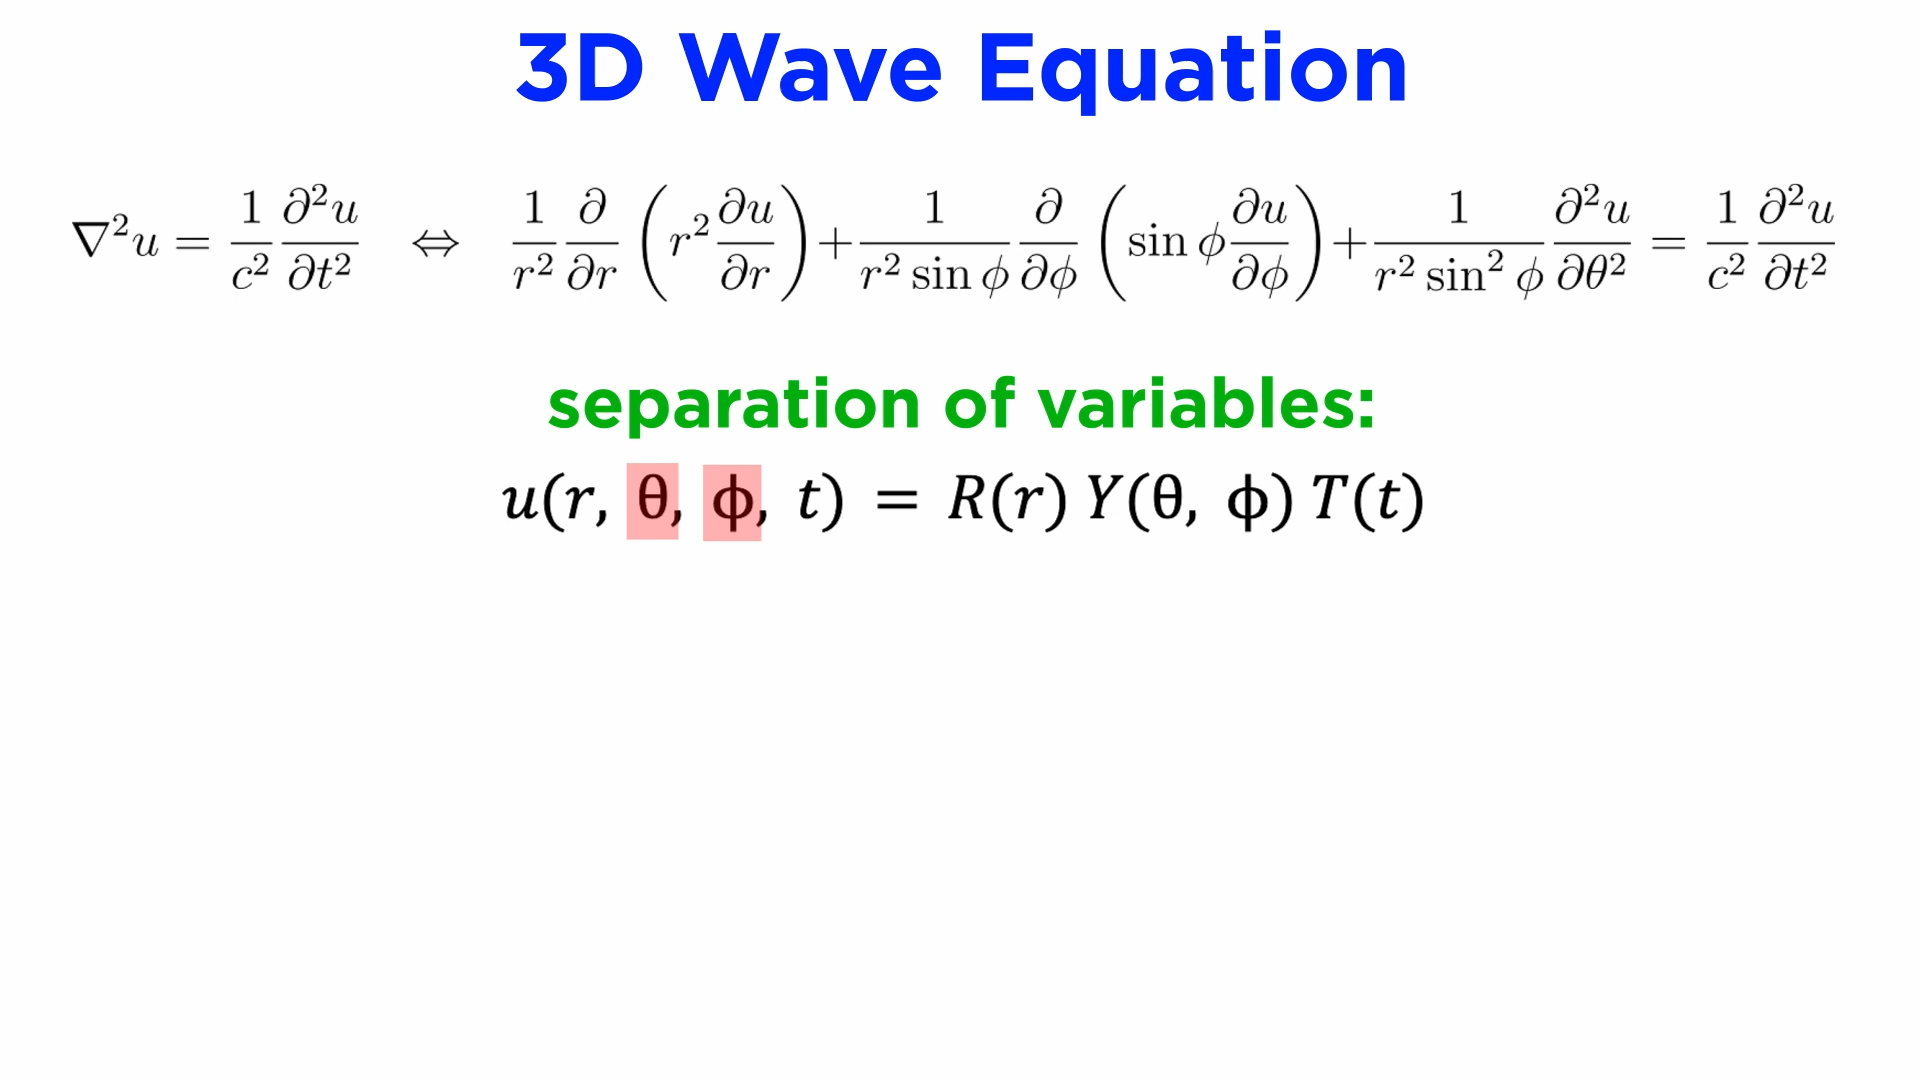 3D Wave Equation
∇²u = 1/c² ∂²u/∂t² ⇔ 1/r² ∂/∂r (r² ∂u/∂r) + 1/(r² sin ϕ) ∂/∂ϕ (sin ϕ ∂u/∂ϕ) + 1/(r² sin² ϕ) ∂²u/∂θ² = 1/c² ∂²u/∂t²
separation of variables:
u(r, θ, ϕ, t) = R(r) Y(θ, ϕ) T(t)